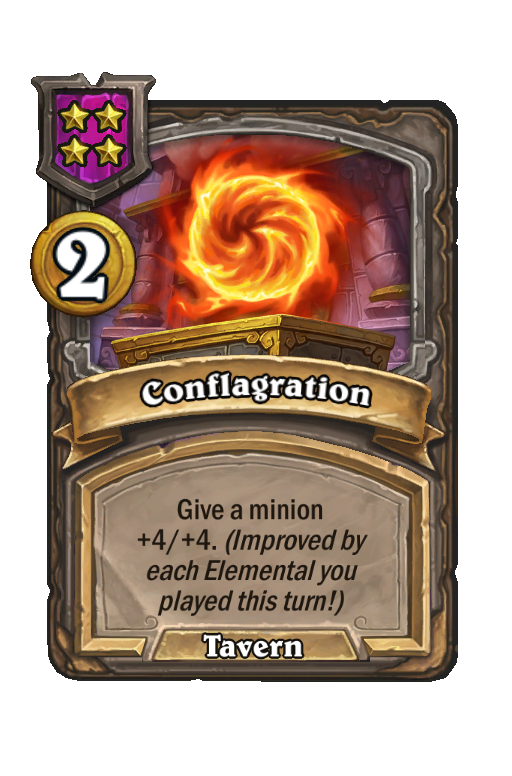 2
Conflagration
Give a minion
+4/+4. (Improved by
each Elemental you
played this turn!)
Tavern